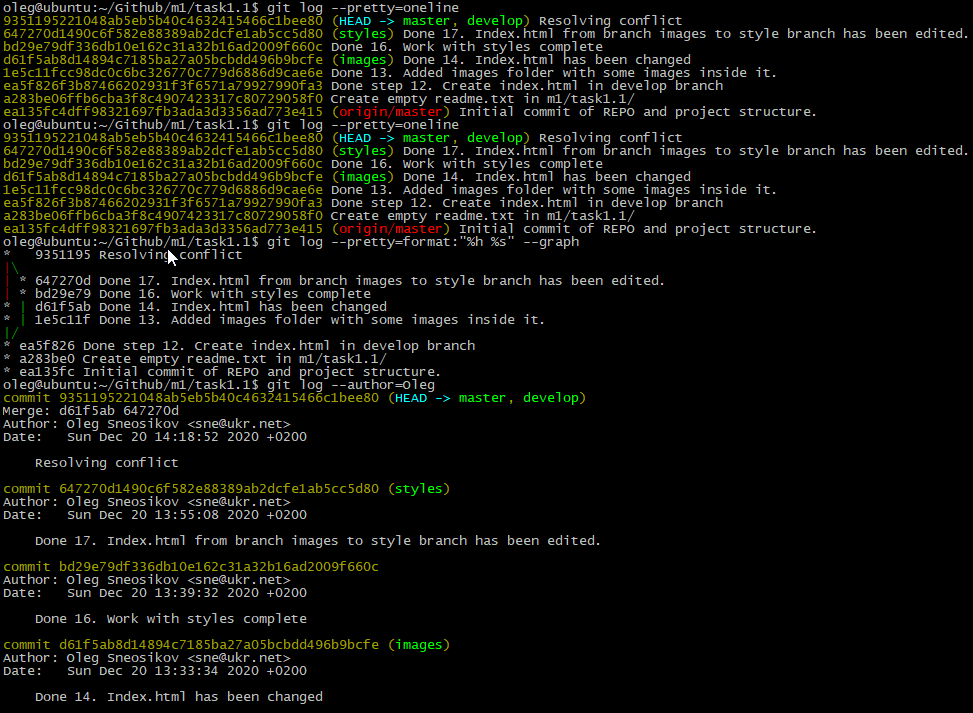 oleg@ubuntu:~/Github/m1/task1.1$ git log --pretty=oneline
9351195221048ab5eb5b40c4632415466c1bee80 (HEAD -> master, develop) Resolving conflict
647270d1490c6f582e88389ab2dcfe1ab5cc5d80 (styles) Done 17. Index.html from branch images to style branch has been edited.
bd29e79df336db10e162c31a32b16ad2009f660c Done 16. Work with styles complete
d61f5ab8d14894c7185ba27a05bcbdd496b9bcfe (images) Done 14. Index.html has been changed
1e5c11fcc98dc0c6bc326770c779d6886d9cae6e Done 13. Added images folder with some images inside it.
ea5f826f3b87466202931f3f6571a79927990fa3 Done step 12. Create index.html in develop branch
a283be06ffb6cba3f8c4907423317c80729058f0 Create empty readme.txt in m1/task1.1/
ea135fc4dff98321697fb3ada3d3356ad773e415 (origin/master) Initial commit of REPO and project structure.
oleg@ubuntu:~/Github/m1/task1.1$ git log --pretty=oneline
9351195221048ab5eb5b40c4632415466c1bee80 (HEAD -> master, develop) Resolving conflict
647270d1490c6f582e88389ab2dcfe1ab5cc5d80 (styles) Done 17. Index.html from branch images to style branch has been edited.
bd29e79df336db10e162c31a32b16ad2009f660c Done 16. Work with styles complete
d61f5ab8d14894c7185ba27a05bcbdd496b9bcfe (images) Done 14. Index.html has been changed
1e5c11fcc98dc0c6bc326770c779d6886d9cae6e Done 13. Added images folder with some images inside it.
ea5f826f3b87466202931f3f6571a79927990fa3 Done step 12. Create index.html in develop branch
a283be06ffb6cba3f8c4907423317c80729058f0 Create empty readme.txt in m1/task1.1/
ea135fc4dff98321697fb3ada3d3356ad773e415 (origin/master) Initial commit of REPO and project structure.
oleg@ubuntu:~/Github/m1/task1.1$ git log --pretty=format:"%h %s" --graph
*   9351195 Resolving conflict
|\
| * 647270d Done 17. Index.html from branch images to style branch has been edited.
| * bd29e79 Done 16. Work with styles complete
* | d61f5ab Done 14. Index.html has been changed
* | 1e5c11f Done 13. Added images folder with some images inside it.
|/
* ea5f826 Done step 12. Create index.html in develop branch
* a283be0 Create empty readme.txt in m1/task1.1/
* ea135fc Initial commit of REPO and project structure.
oleg@ubuntu:~/Github/m1/task1.1$ git log --author=Oleg
commit 9351195221048ab5eb5b40c4632415466c1bee80 (HEAD -> master, develop)
Merge: d61f5ab 647270d
Author: Oleg Sneosikov <sne@ukr.net>
Date:   Sun Dec 20 14:18:52 2020 +0200

    Resolving conflict

commit 647270d1490c6f582e88389ab2dcfe1ab5cc5d80 (styles)
Author: Oleg Sneosikov <sne@ukr.net>
Date:   Sun Dec 20 13:55:08 2020 +0200

    Done 17. Index.html from branch images to style branch has been edited.

commit bd29e79df336db10e162c31a32b16ad2009f660c
Author: Oleg Sneosikov <sne@ukr.net>
Date:   Sun Dec 20 13:39:32 2020 +0200

    Done 16. Work with styles complete

commit d61f5ab8d14894c7185ba27a05bcbdd496b9bcfe (images)
Author: Oleg Sneosikov <sne@ukr.net>
Date:   Sun Dec 20 13:33:34 2020 +0200

    Done 14. Index.html has been changed